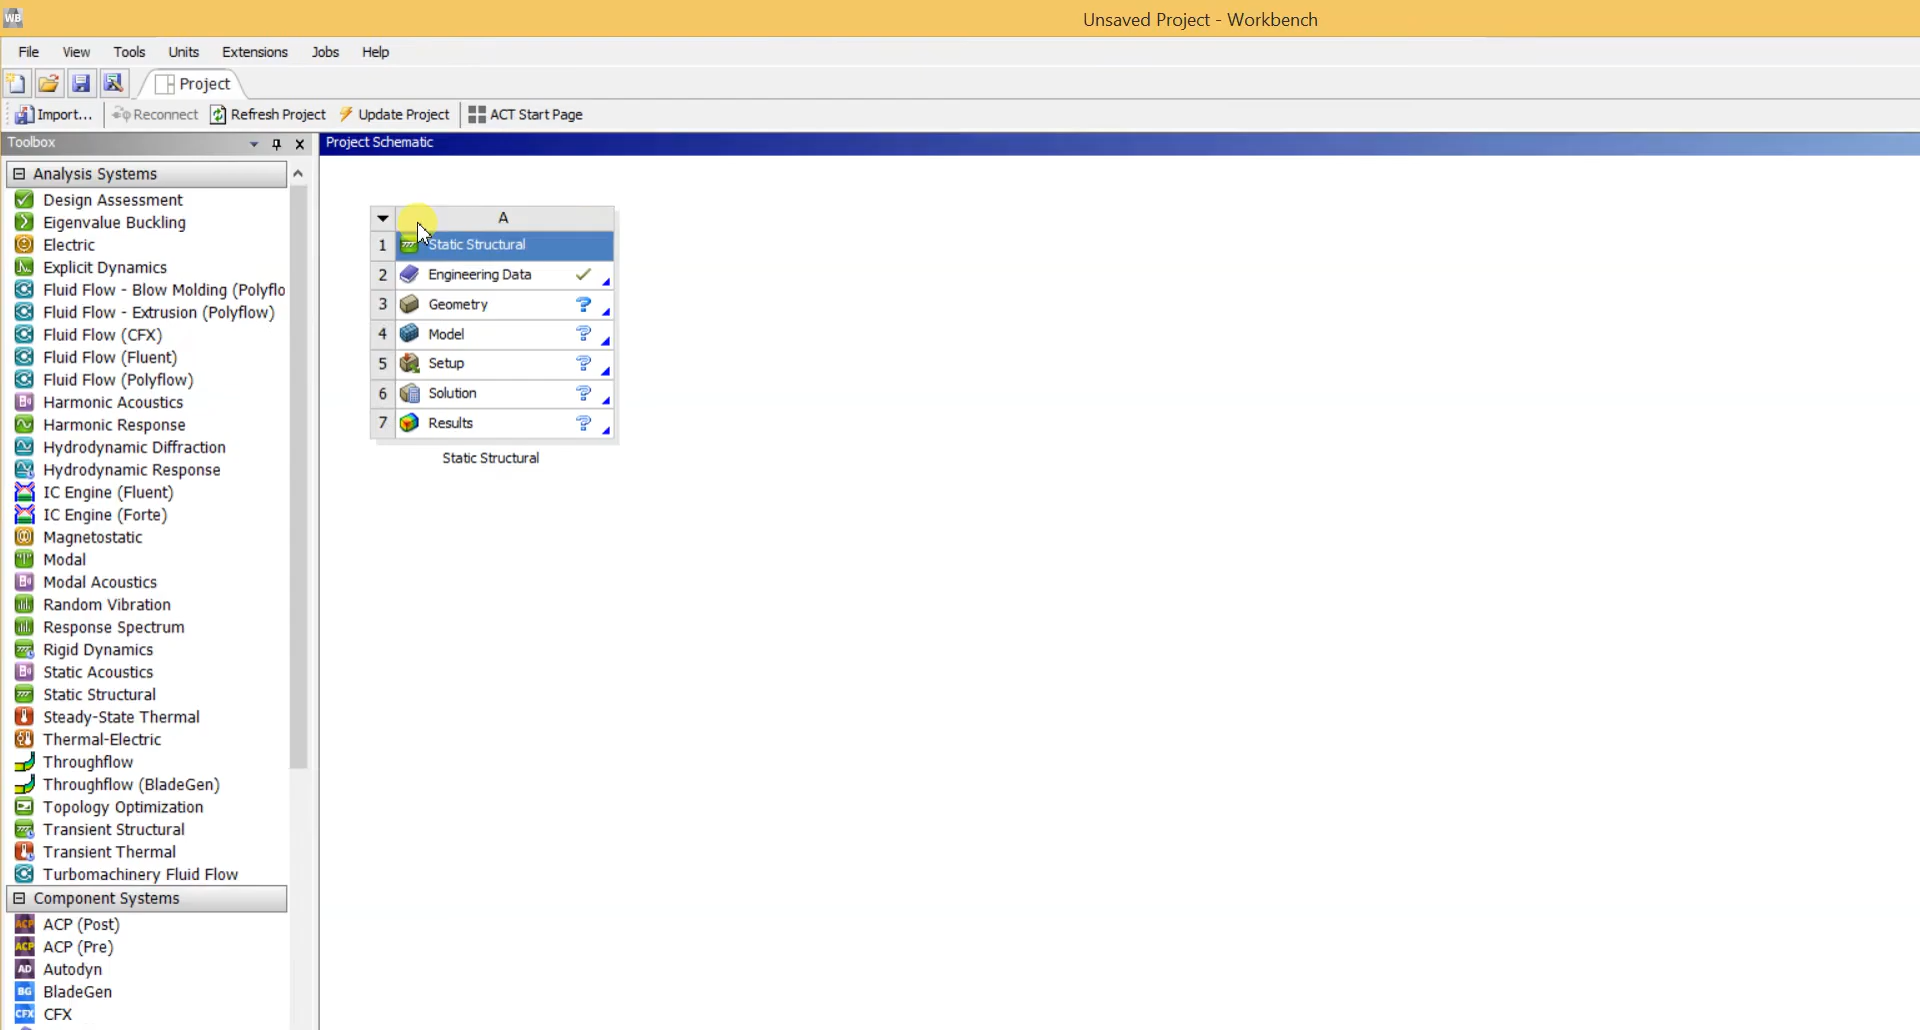 WB
Unsaved Project - Workbench
File View Tools Units Extensions Jobs Help
Project
Import... Reconnect Refresh Project Update Project ACT Start Page
Toolbox
Project Schematic
Analysis Systems
Design Assessment
Eigenvalue Buckling
Electric
Explicit Dynamics
Fluid Flow - Blow Molding (Polyflo
Fluid Flow - Extrusion (Polyflow)
Fluid Flow (CFX)
Fluid Flow (Fluent)
Fluid Flow (Polyflow)
Harmonic Acoustics
Harmonic Response
Hydrodynamic Diffraction
Hydrodynamic Response
IC Engine (Fluent)
IC Engine (Forte)
Magnetostatic
Modal
Modal Acoustics
Random Vibration
Response Spectrum
Rigid Dynamics
Static Acoustics
Static Structural
Steady-State Thermal
Thermal-Electric
Throughflow
Throughflow (BladeGen)
Topology Optimization
Transient Structural
Transient Thermal
Turbomachinery Fluid Flow
Component Systems
ACP ACP (Post)
ACP ACP (Pre)
AD Autodyn
BG BladeGen
CFX CFX
A
1 Static Structural
2 Engineering Data
3 Geometry ?
4 Model ?
5 Setup ?
6 Solution ?
7 Results ?
Static Structural